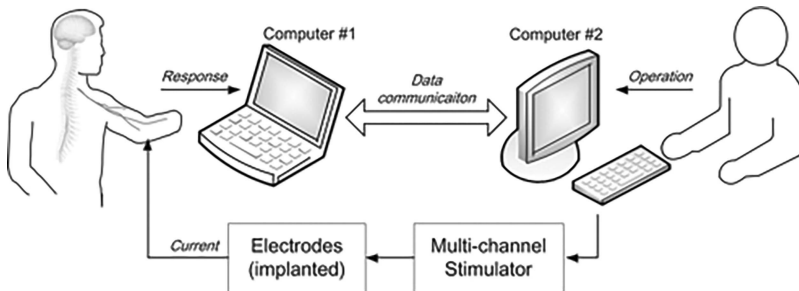 Computer #1
Computer #2
Response
Data
communicaiton
Operation
Current
Electrodes
(implanted)
Multi-channel
Stimulator